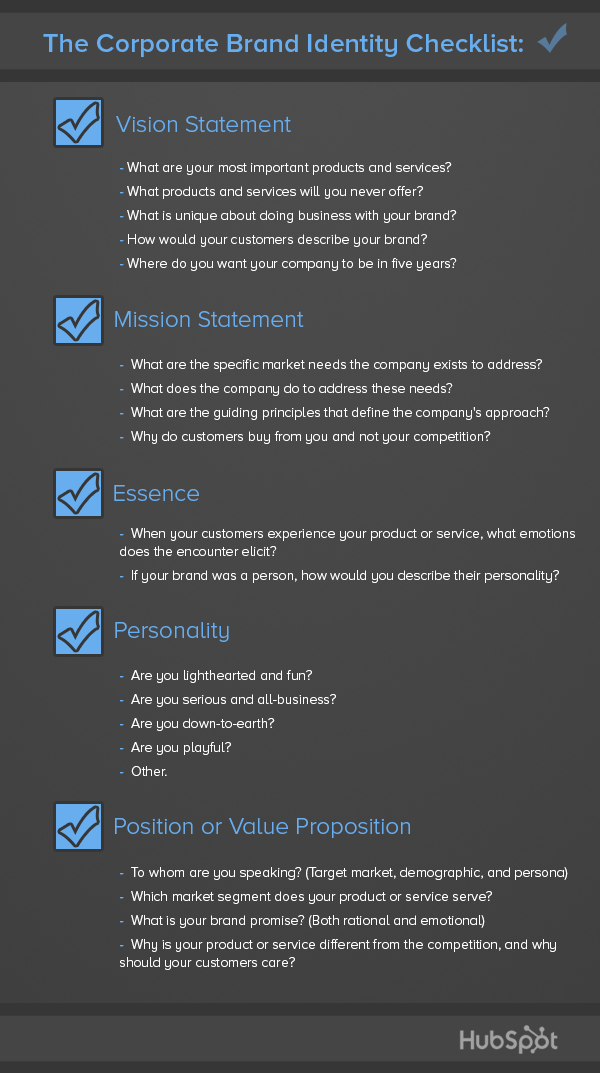 The Corporate Brand Identity Checklist:
Vision Statement
- What are your most important products and services?
- What products and services will you never offer?
- What is unique about doing business with your brand?
- How would your customers describe your brand?
- Where do you want your company to be in five years?
Mission Statement
- What are the specific market needs the company exists to address?
- What does the company do to address these needs?
- What are the guiding principles that define the company's approach?
- Why do customers buy from you and not your competition?
Essence
- When your customers experience your product or service, what emotions
does the encounter elicit?
- If your brand was a person, how would you describe their personality?
Personality
- Are you lighthearted and fun?
- Are you serious and all-business?
- Are you down-to-earth?
- Are you playful?
- Other.
Position or Value Proposition
- To whom are you speaking? (Target market, demographic, and persona)
- Which market segment does your product or service serve?
- What is your brand promise? (Both rational and emotional)
- Why is your product or service different from the competition, and why
should your customers care?
HubSpot